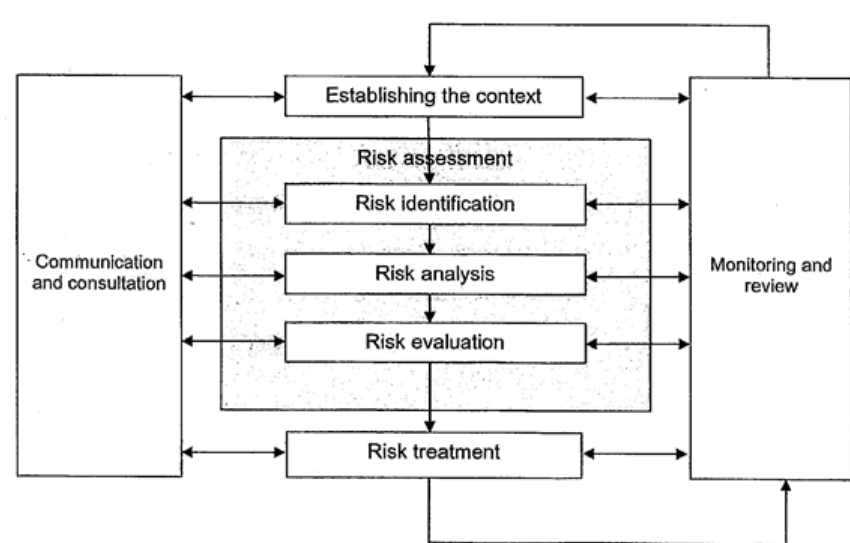 Establishing the context
Risk assessment
Risk identification
Communication
and consultation
Risk analysis
Monitoring and
review
Risk evaluation
Risk treatment